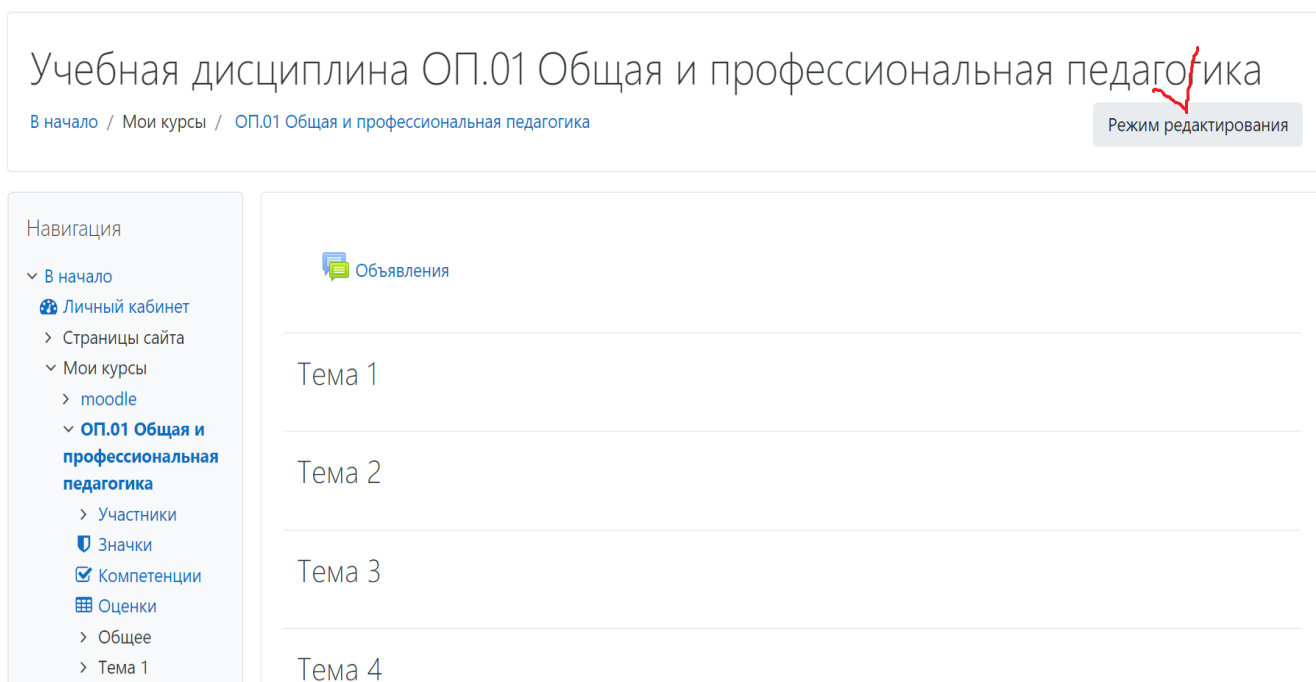 Учебная дисциплина ОП.01 Общая и профессиональная педагогика
В начало / Мои курсы / ОП.01 Общая и профессиональная педагогика
Режим редактирования
Навигация
В начало
Личный кабинет
Страницы сайта
Мои курсы
moodle
ОП.01 Общая и
профессиональная
педагогика
Участники
Значки
Компетенции
Оценки
Общее
Тема 1
Объявления
Тема 1
Тема 2
Тема 3
Тема 4